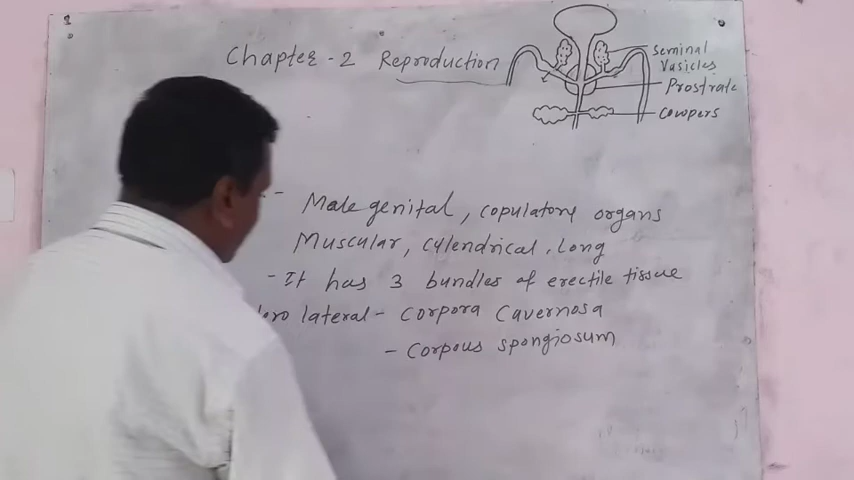 Chapter - 2 Reproduction
Seminal
Vasicles
Prostrate
Cowpers
- Male genital, copulatory organs
Muscular, cylendrical, long
- It has 3 bundles of erectile tissue
lateral - Corpora Cavernosa
- Corpous spongiosum